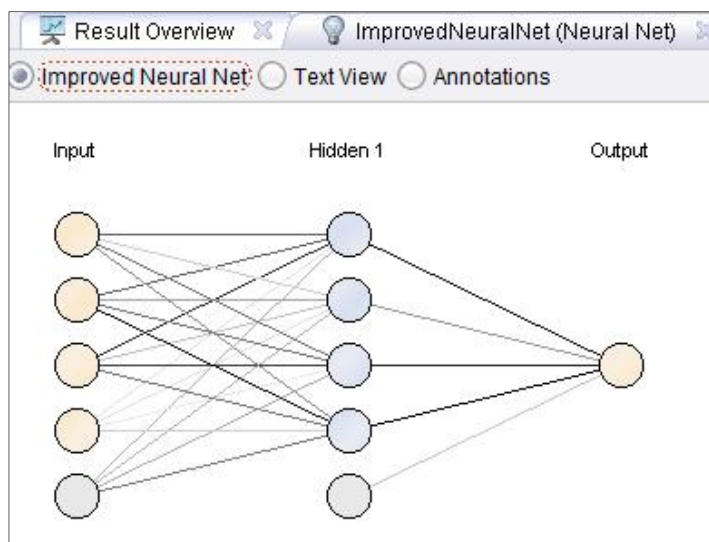 Result Overview ImprovedNeuralNet (Neural Net)
Improved Neural Net Text View Annotations
Input Hidden 1 Output